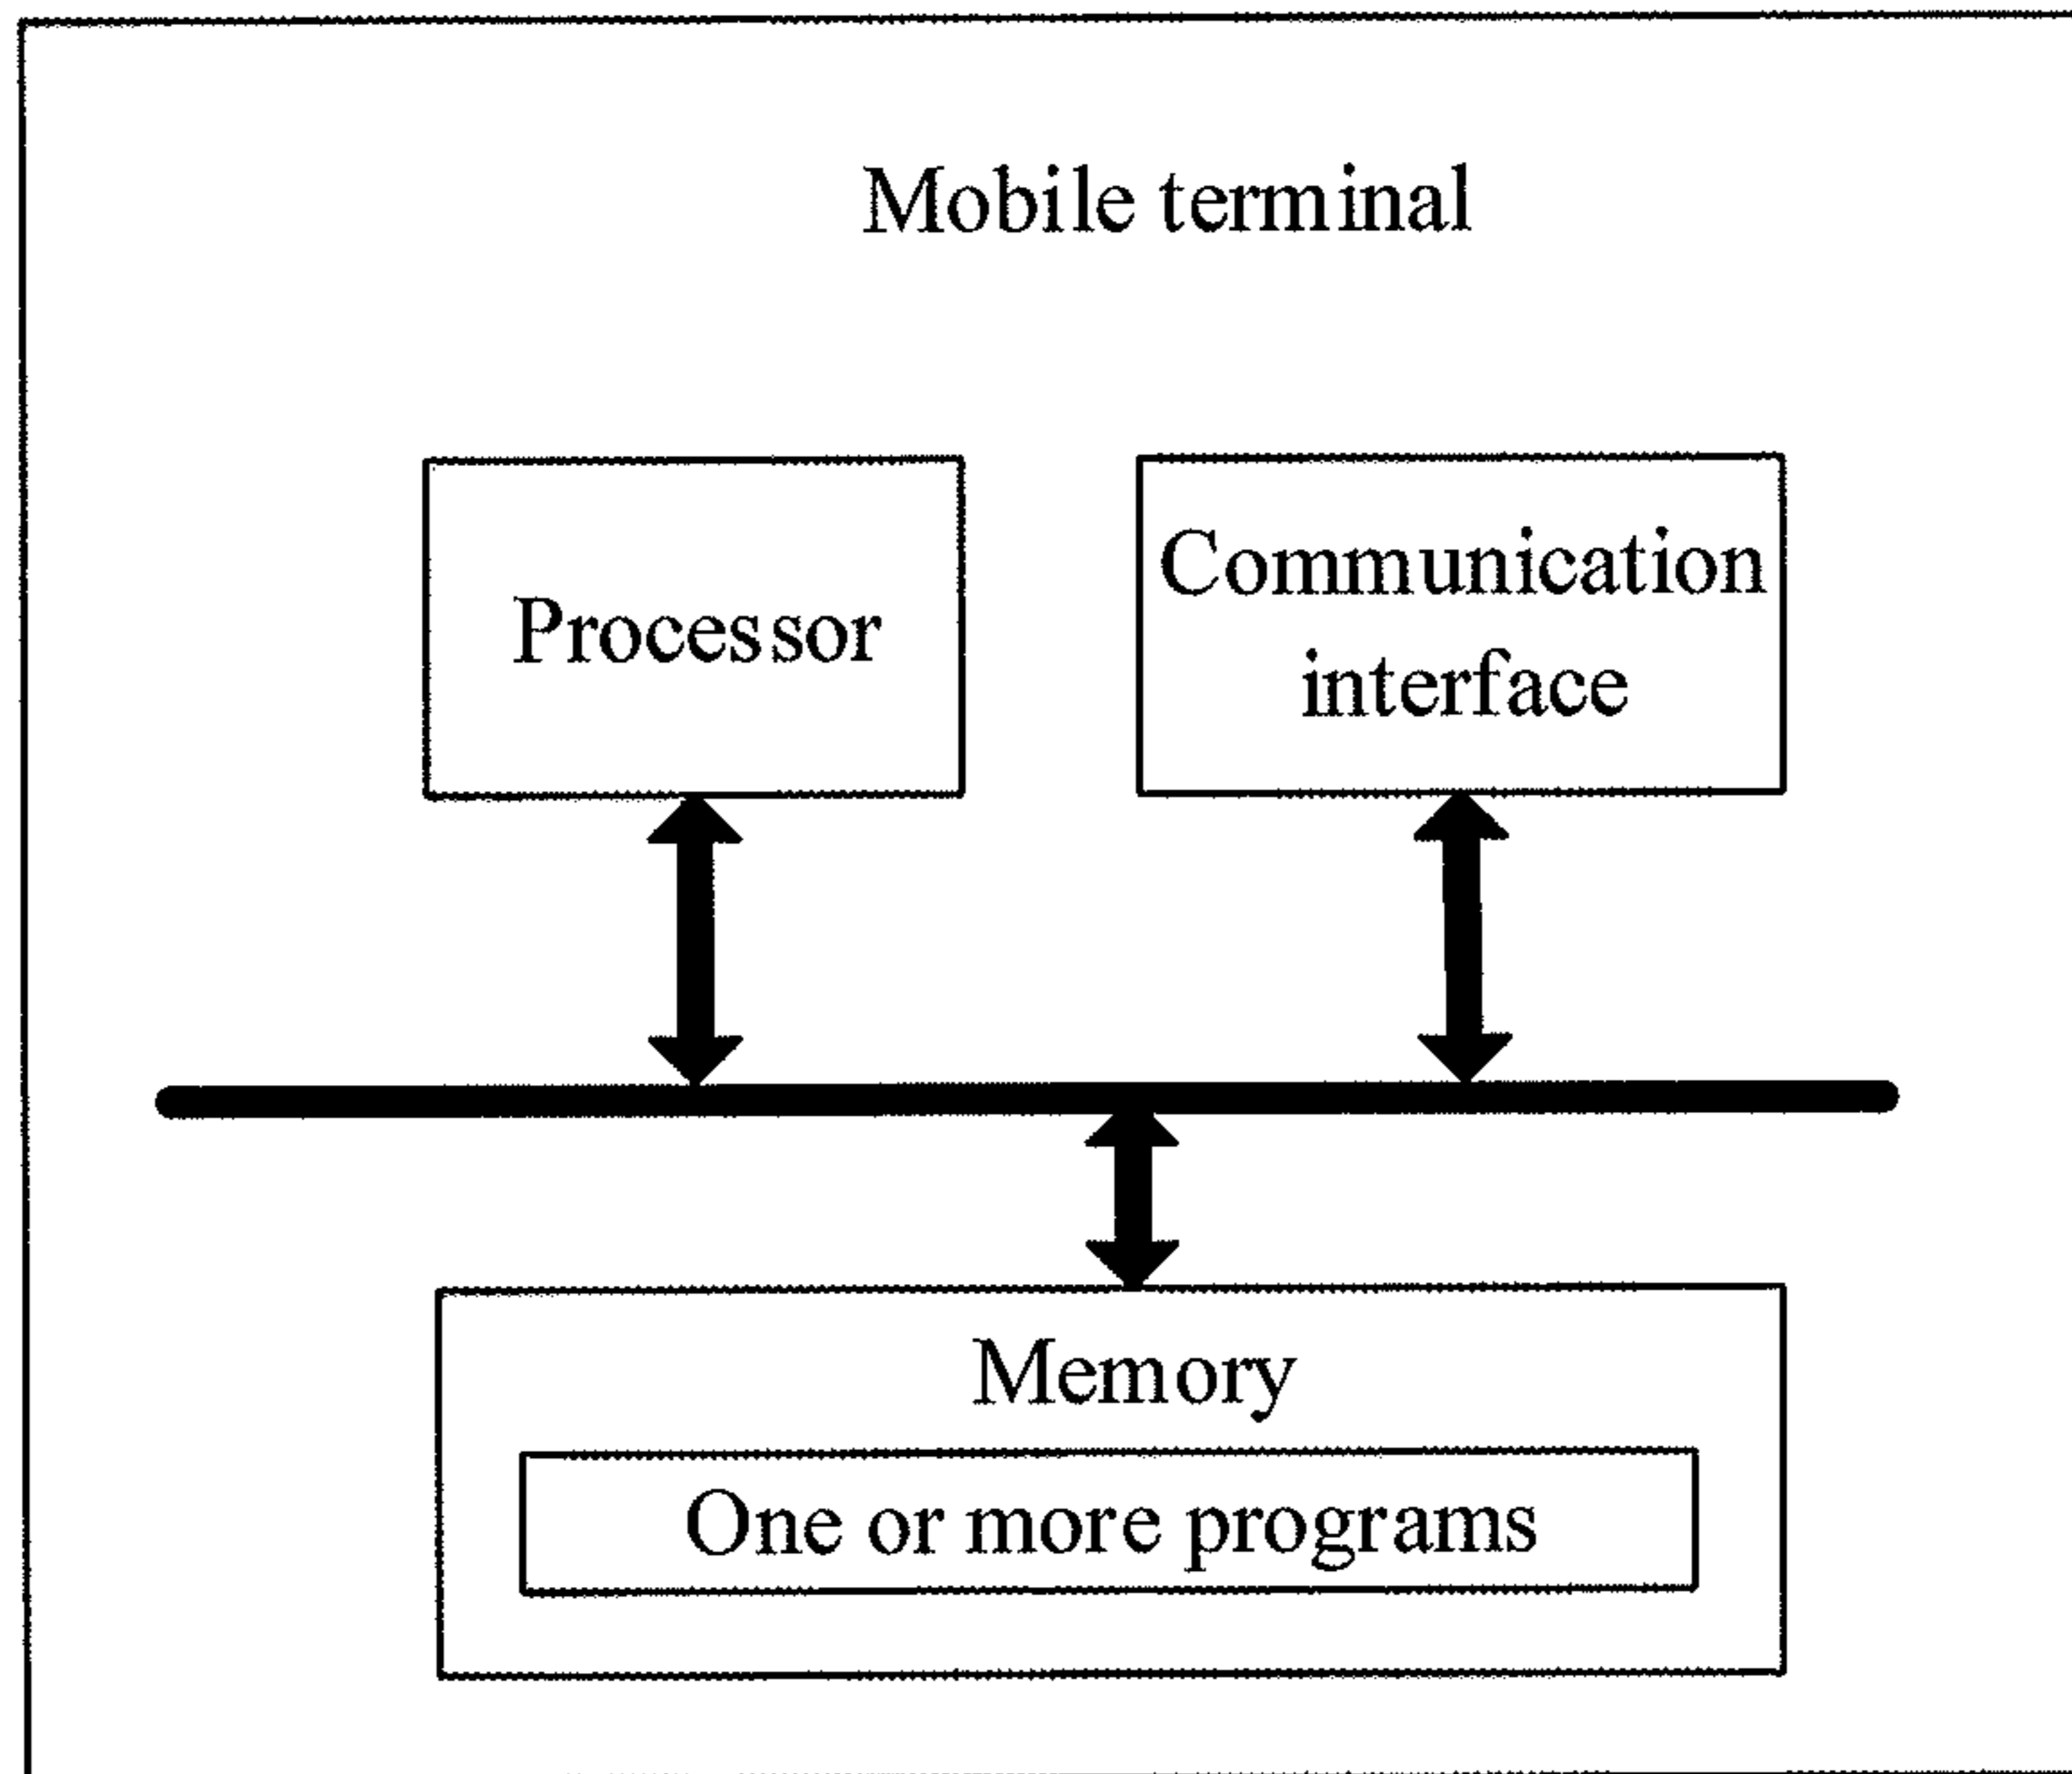 Mobile terminal
Processor
Communication
interface
Memory
One or more programs